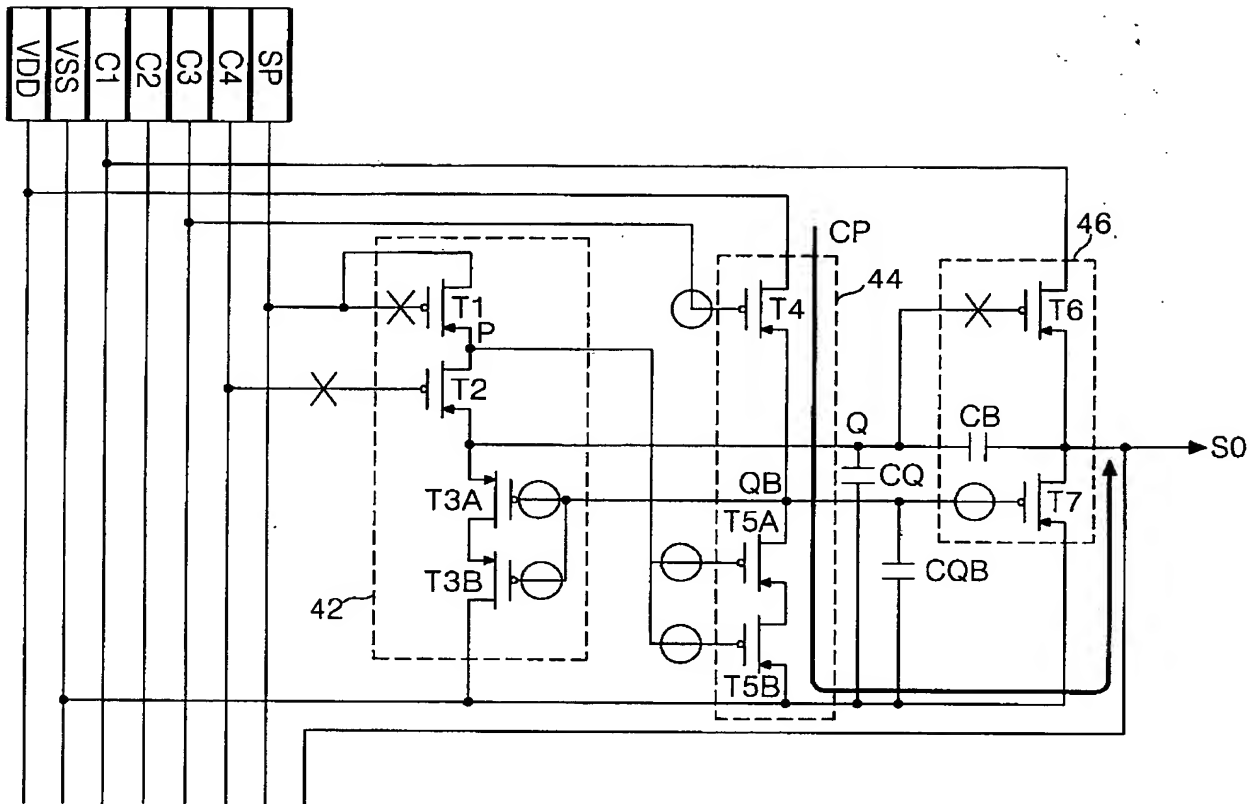 VDD
VSS
C1
C2
C3
C4
SP
CP
46
44
T1
P
T4
T6
T2
Q
CB
S0
CQ
T3A
QB
T7
T5A
T3B
CQB
42
T5B